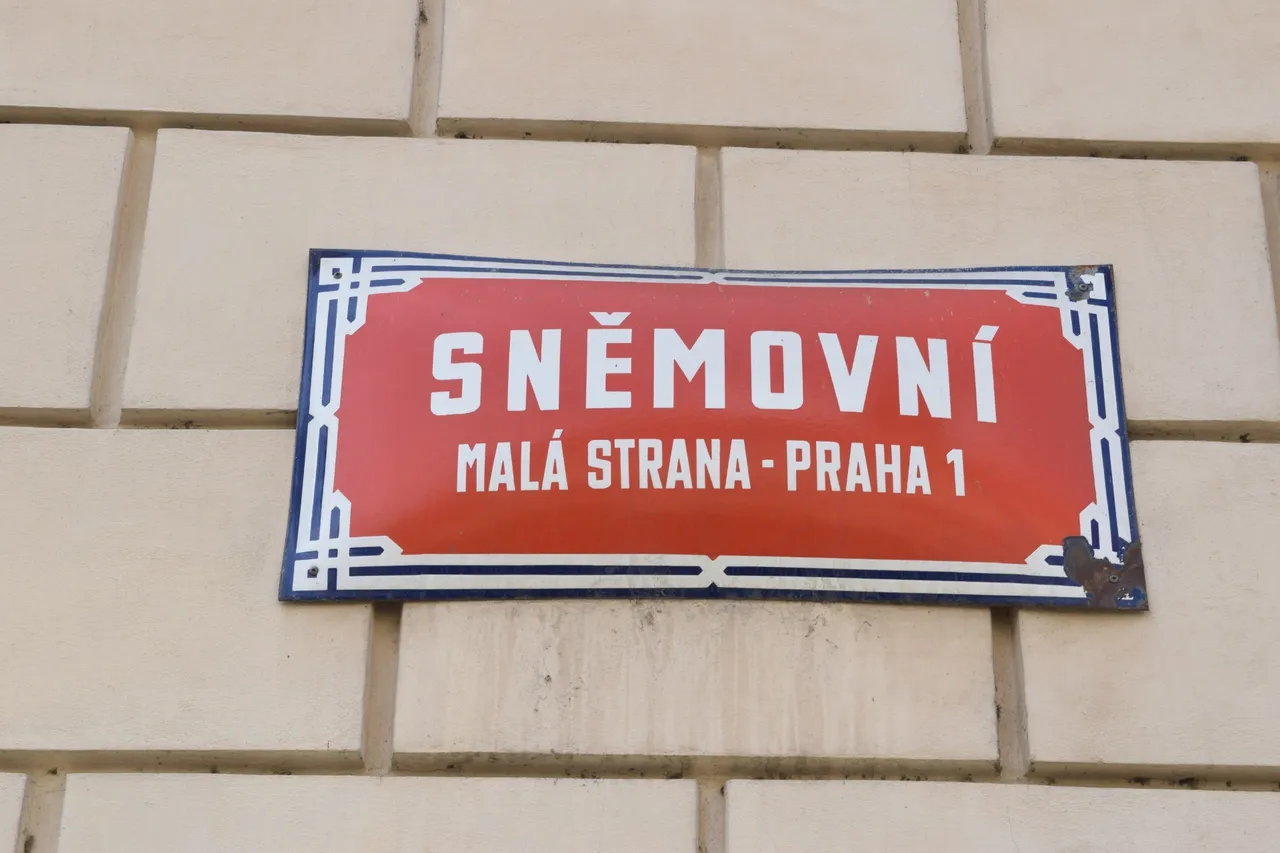 SNĚMOVNÍ
MALÁ STRANA - PRAHA 1